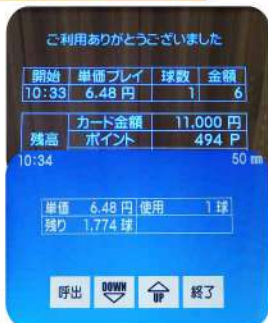 ご利用ありがとうございました
開始 単価プレイ 球数 金額
10:33 6.48 円 1 6
残高 カード金額 11,000 円
ポイント 494 P
10:34 50 ㎜
単価 6.48 円 使用 1 球
残り 1,774 球
呼出 DOWN UP 終了